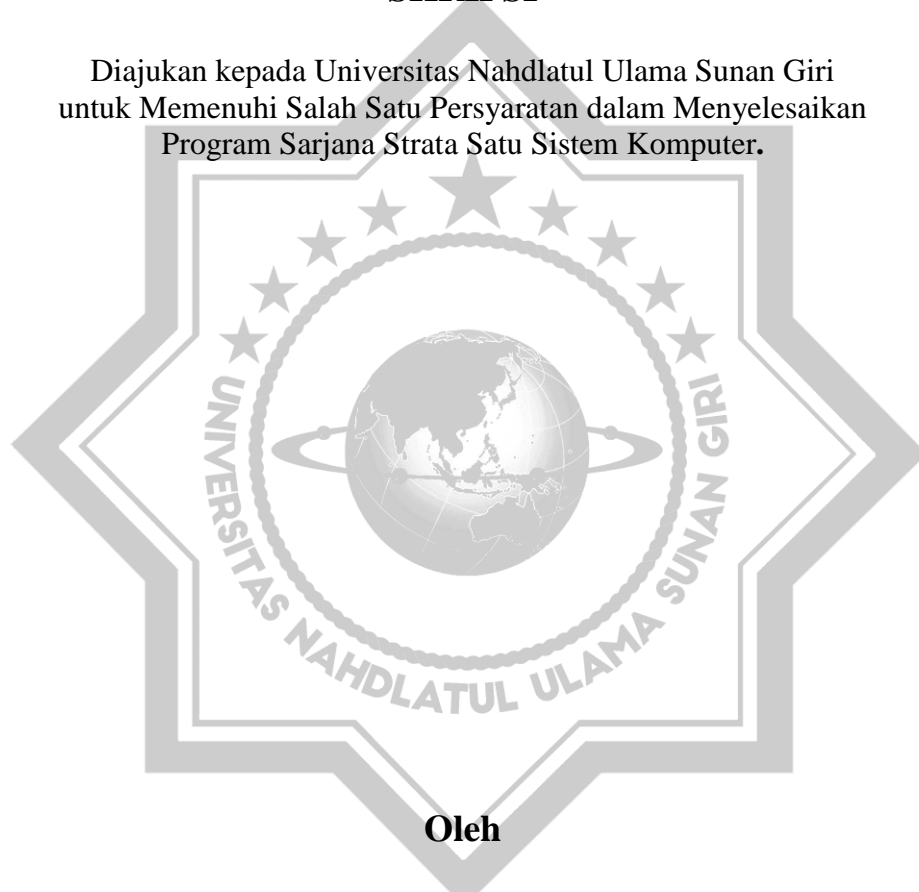 Diajukan kepada Universitas Nahdlatul Ulama Sunan Giri
untuk Memenuhi Salah Satu Persyaratan dalam Menyelesaikan
Program Sarjana Strata Satu Sistem Komputer.
UNIVERSITAS NAHDLATUL ULAMA SUNAN GIRI
Oleh